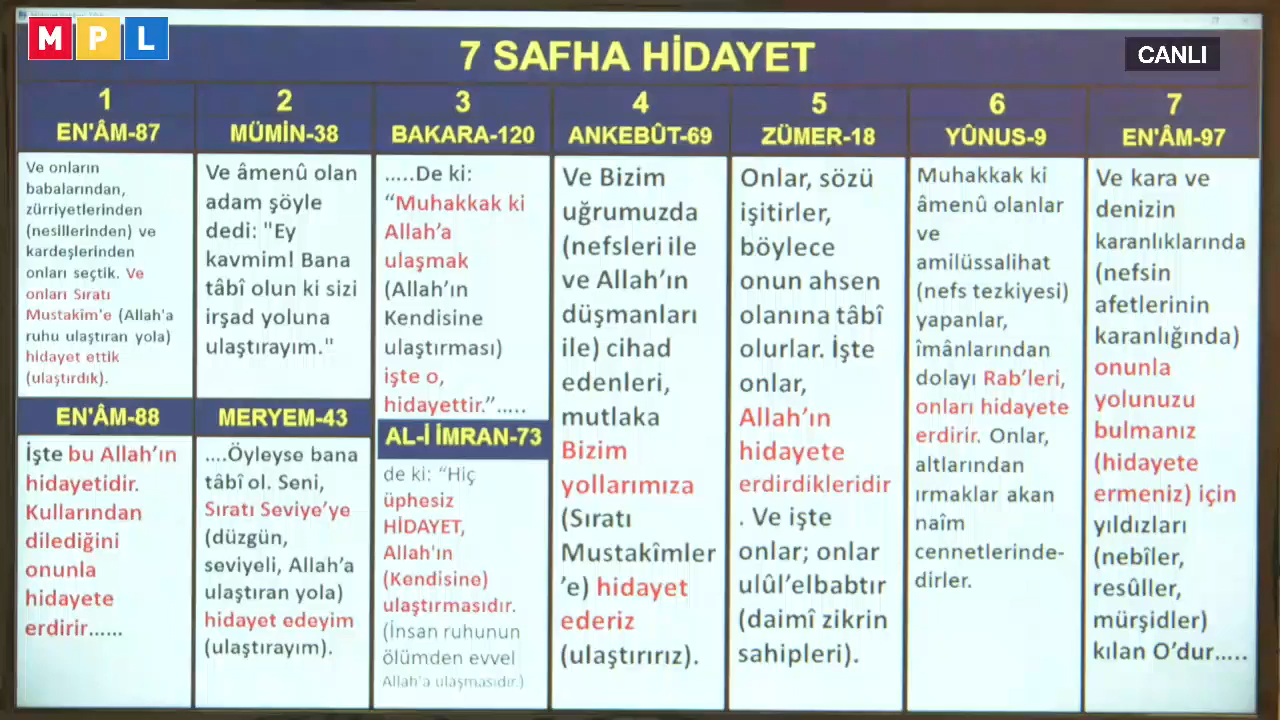 M P L
CANLI
7 SAFHA HİDAYET
1
EN'ÂM-87
Ve onların
babalarından,
zürriyetlerinden
(nesillerinden) ve
kardeşlerinden
onları seçtik. Ve
onları Sıratı
Mustakîm'e (Allah'a
ruhu ulaştıran yola)
hidayet ettik
(ulaştırdık).
EN'ÂM-88
İşte bu Allah’ın
hidayetidir.
Kullarından
dilediğini
onunla
hidayete
erdirir......
2
MÜMİN-38
Ve âmenû olan
adam şöyle
dedi: "Ey
kavmim! Bana
tâbî olun ki sizi
irşad yoluna
ulaştırayım."
MERYEM-43
....Öyleyse bana
tâbî ol. Seni,
Sıratı Seviye’ye
(düzgün,
seviyeli, Allah’a
ulaştıran yola)
hidayet edeyim
(ulaştırayım).
3
BAKARA-120
.....De ki:
“Muhakkak ki
Allah’a
ulaşmak
(Allah’ın
Kendisine
ulaştırması)
işte o,
hidayettir.”.....
AL-İ İMRAN-73
de ki: “Hiç
şüphesiz
HİDAYET,
Allah'ın
(Kendisine)
ulaştırmasıdır.
(İnsan ruhunun
ölümden evvel
Allah'a ulaşmasıdır.)
4
ANKEBÛT-69
Ve Bizim
uğrumuzda
(nefsleri ile
ve Allah’ın
düşmanları
ile) cihad
edenleri,
mutlaka
Bizim
yollarımıza
(Sıratı
Mustakîmler
’e) hidayet
ederiz
(ulaştırırız).
5
ZÜMER-18
Onlar, sözü
işitirler,
böylece
onun ahsen
olanına tâbî
olurlar. İşte
onlar,
Allah’ın
hidayete
erdirdikleridir
. Ve işte
onlar; onlar
ulûl’elbabtır
(daimî zikrin
sahipleri).
6
YÛNUS-9
Muhakkak ki
âmenû olanlar
ve
amilüssalihat
(nefs tezkiyesi)
yapanlar,
îmânlarından
dolayı Rab’leri,
onları hidayete
erdirir. Onlar,
altlarından
ırmaklar akan
naîm
cennetlerinde-
dirler.
7
EN'ÂM-97
Ve kara ve
denizin
karanlıklarında
(nefsin
afetlerinin
karanlığında)
onunla
yolunuzu
bulmanız
(hidayete
ermeniz) için
yıldızları
(nebîler,
resûller,
mürşidler)
kılan O’dur.....